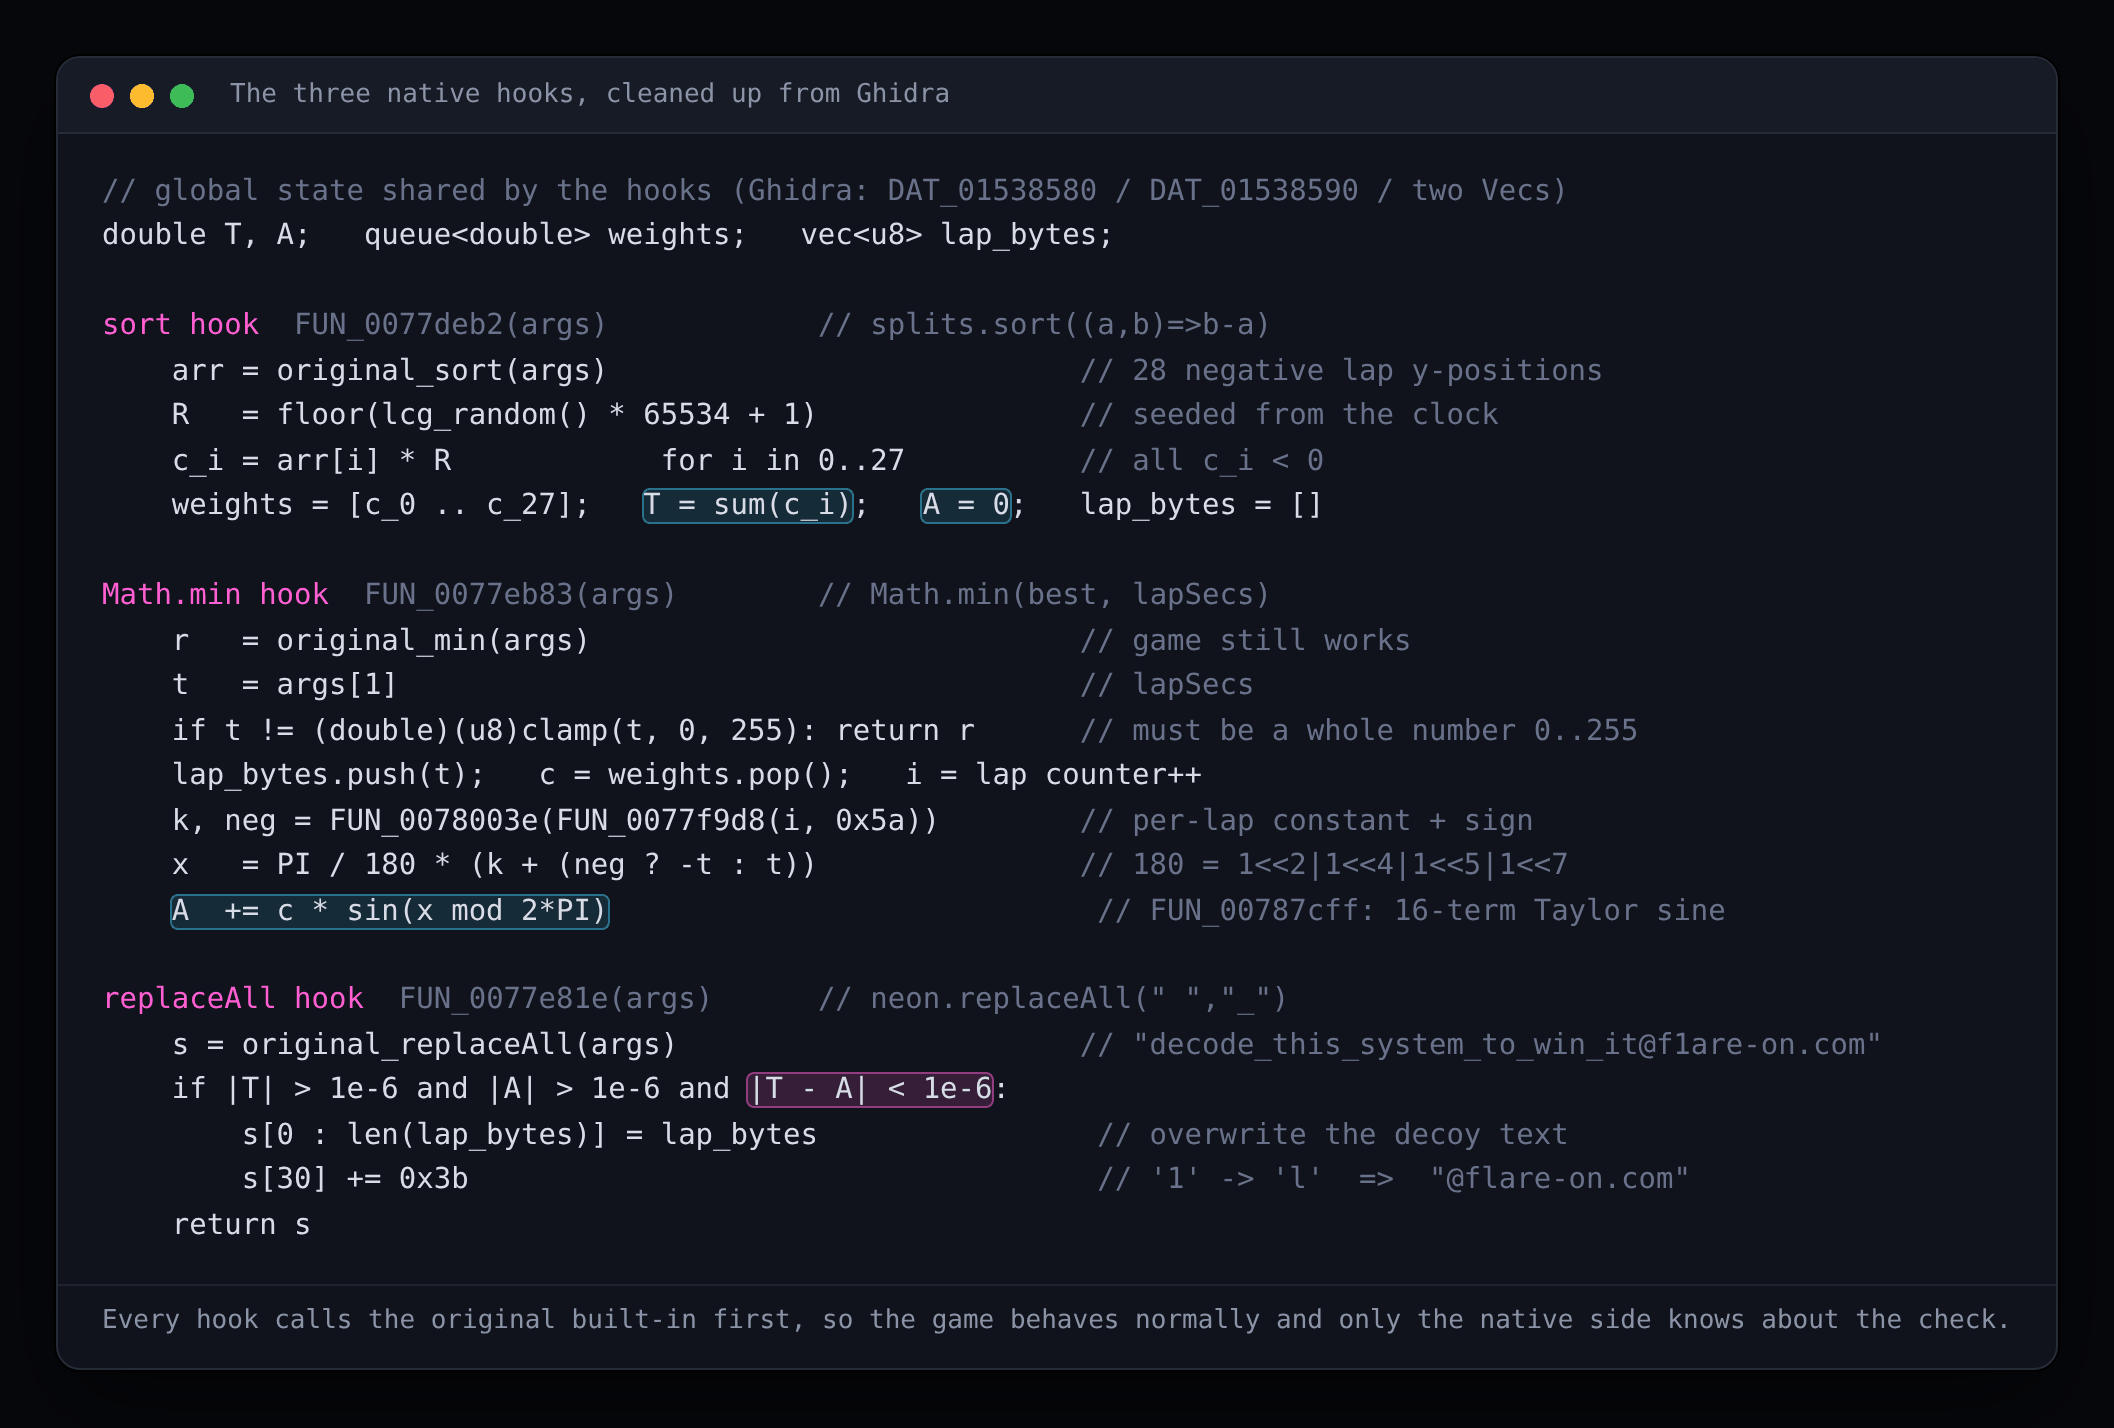 The three native hooks, cleaned up from Ghidra
// global state shared by the hooks (Ghidra: DAT_01538580 / DAT_01538590 / two Vecs)
double T, A;   queue<double> weights;   vec<u8> lap_bytes;
sort hook  FUN_0077deb2(args)            // splits.sort((a,b)=>b-a)
    arr = original_sort(args)                           // 28 negative lap y-positions
    R   = floor(lcg_random() * 65534 + 1)               // seeded from the clock
    c_i = arr[i] * R            for i in 0..27          // all c_i < 0
    weights = [c_0 .. c_27];   T = sum(c_i);   A = 0;   lap_bytes = []
Math.min hook  FUN_0077eb83(args)        // Math.min(best, lapSecs)
    r   = original_min(args)                            // game still works
    t   = args[1]                                       // lapSecs
    if t != (double)(u8)clamp(t, 0, 255): return r      // must be a whole number 0..255
    lap_bytes.push(t);   c = weights.pop();   i = lap counter++
    k, neg = FUN_0078003e(FUN_0077f9d8(i, 0x5a))        // per-lap constant + sign
    x   = PI / 180 * (k + (neg ? -t : t))               // 180 = 1<<2|1<<4|1<<5|1<<7
    A  += c * sin(x mod 2*PI)                            // FUN_00787cff: 16-term Taylor sine
replaceAll hook  FUN_0077e81e(args)      // neon.replaceAll(" ","_")
    s = original_replaceAll(args)                       // "decode_this_system_to_win_it@f1are-on.com"
    if |T| > 1e-6 and |A| > 1e-6 and |T - A| < 1e-6:
        s[0 : len(lap_bytes)] = lap_bytes                // overwrite the decoy text
        s[30] += 0x3b                                    // '1' -> 'l'  =>  "@flare-on.com"
    return s
Every hook calls the original built-in first, so the game behaves normally and only the native side knows about the check.